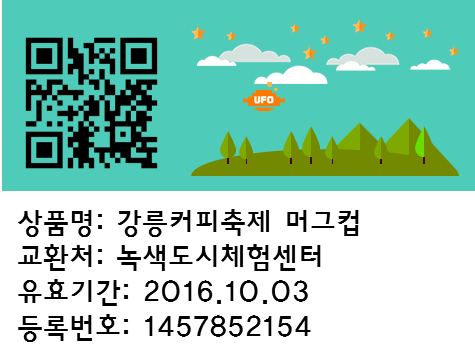 UFO
상품명: 강릉커피축제 머그컵
교환처: 녹색도시체험센터
유효기간: 2016.10.03
등록번호: 1457852154